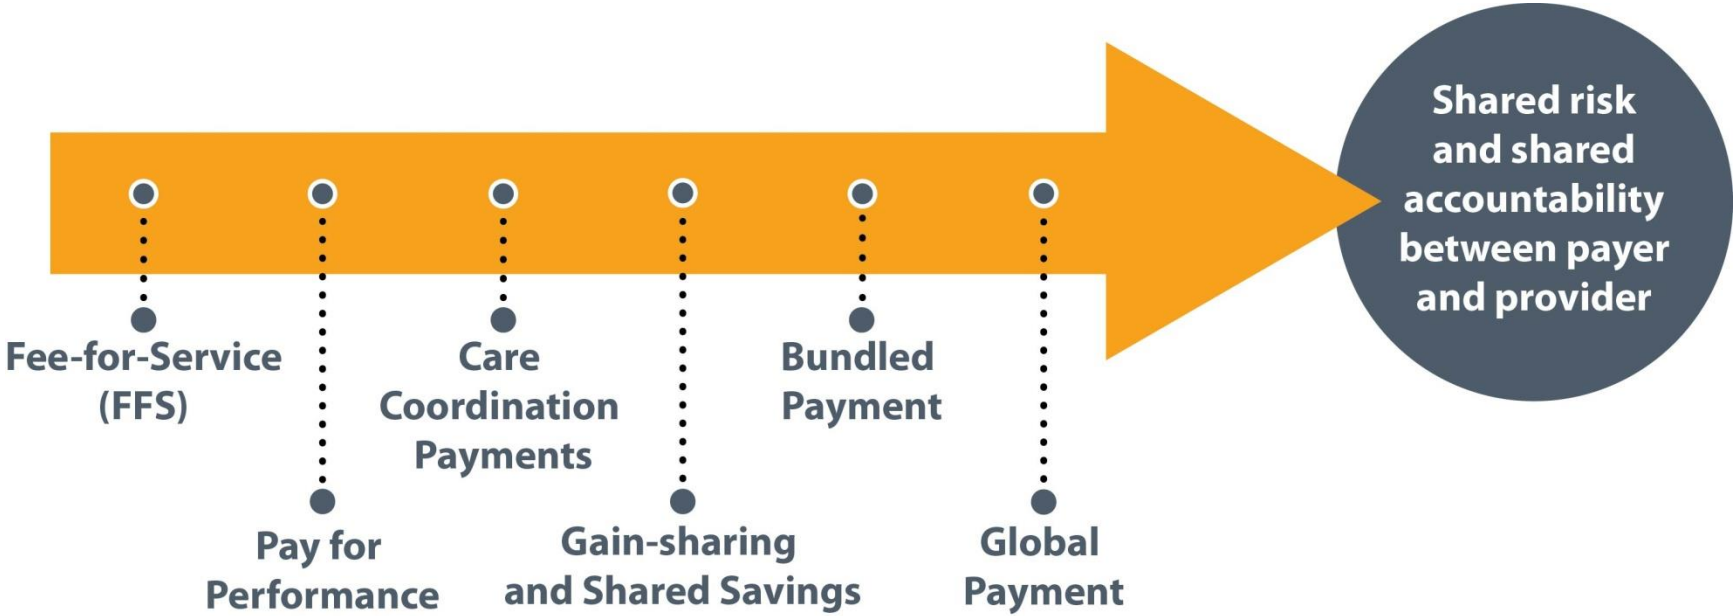 Fee-for-Service
(FFS)
Pay for
Performance
Care
Coordination
Payments
Gain-sharing
and Shared Savings
Bundled
Payment
Global
Payment
Shared risk
and shared
accountability
between payer
and provider